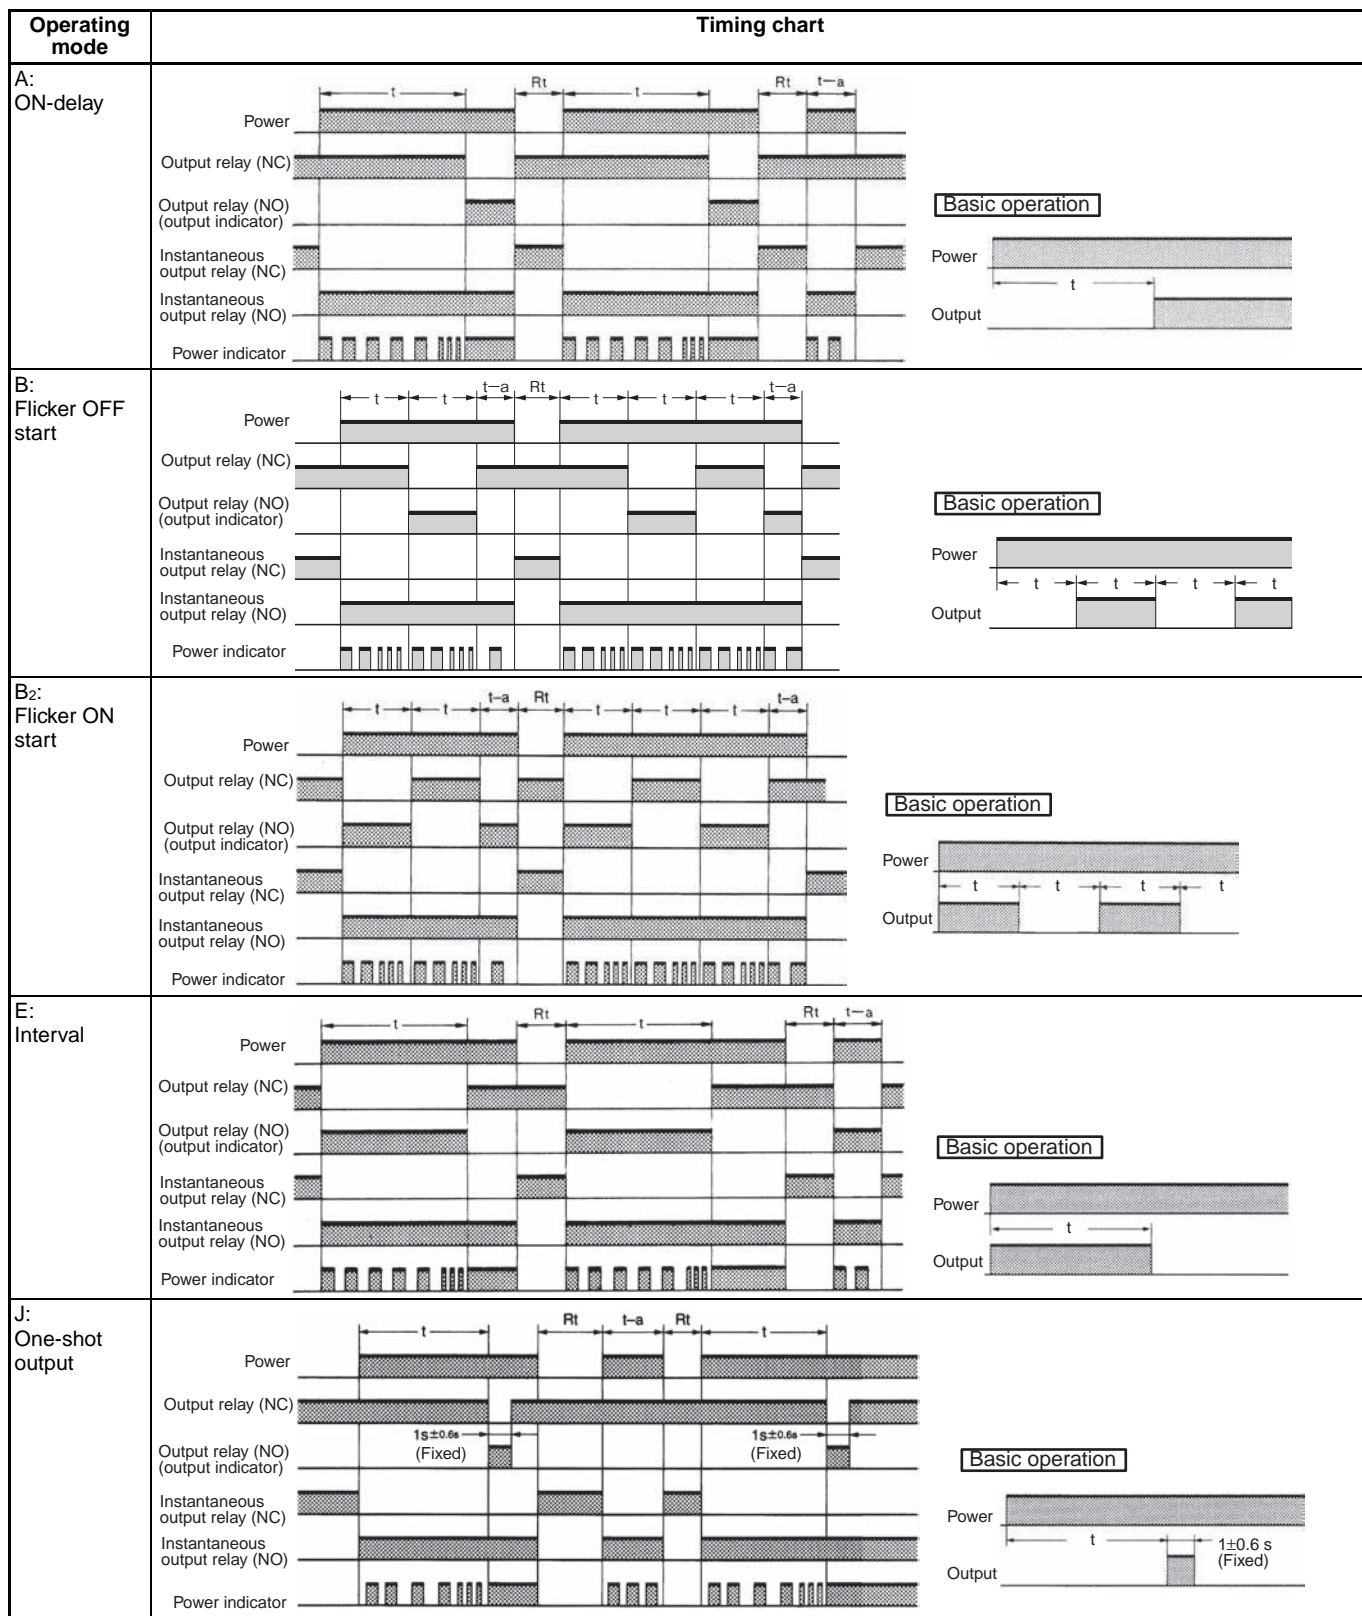 Operating mode
Timing chart
A:
ON-delay
t
Rt
t
Rt
t–a
Power
Output relay (NC)
Output relay (NO)
(output indicator)
Instantaneous
output relay (NC)
Instantaneous
output relay (NO)
Power indicator
Basic operation
Power
t
Output
B:
Flicker OFF
start
t
t
t–a
Rt
t
t
t
t–a
Power
Output relay (NC)
Output relay (NO)
(output indicator)
Instantaneous
output relay (NC)
Instantaneous
output relay (NO)
Power indicator
Basic operation
Power
t
t
t
t
Output
B2:
Flicker ON
start
t
t
t–a
Rt
t
t
t
t–a
Power
Output relay (NC)
Output relay (NO)
(output indicator)
Instantaneous
output relay (NC)
Instantaneous
output relay (NO)
Power indicator
Basic operation
Power
t
t
t
t
Output
E:
Interval
t
Rt
t
Rt
t–a
Power
Output relay (NC)
Output relay (NO)
(output indicator)
Instantaneous
output relay (NC)
Instantaneous
output relay (NO)
Power indicator
Basic operation
Power
t
Output
J:
One-shot
output
t
Rt
t–a
Rt
t
Power
Output relay (NC)
1s±0.6s
(Fixed)
1s±0.6s
(Fixed)
Output relay (NO)
(output indicator)
Instantaneous
output relay (NC)
Instantaneous
output relay (NO)
Power indicator
Basic operation
Power
t
1±0.6 s
(Fixed)
Output